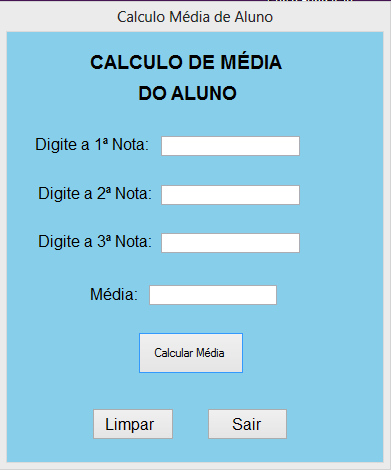 Calculo Média de Aluno
CALCULO DE MÉDIA
DO ALUNO
Digite a 1ª Nota:
Digite a 2ª Nota:
Digite a 3ª Nota:
Média:
Calcular Média
Limpar Sair